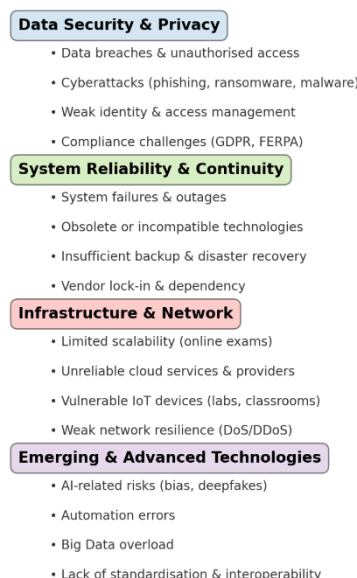 Data Security & Privacy
• Data breaches & unauthorised access
• Cyberattacks (phishing, ransomware, malware)
• Weak identity & access management
• Compliance challenges (GDPR, FERPA)
System Reliability & Continuity
• System failures & outages
• Obsolete or incompatible technologies
• Insufficient backup & disaster recovery
• Vendor lock-in & dependency
Infrastructure & Network
• Limited scalability (online exams)
• Unreliable cloud services & providers
• Vulnerable IoT devices (labs, classrooms)
• Weak network resilience (DoS/DDoS)
Emerging & Advanced Technologies
• AI-related risks (bias, deepfakes)
• Automation errors
• Big Data overload
• Lack of standardisation & interoperability